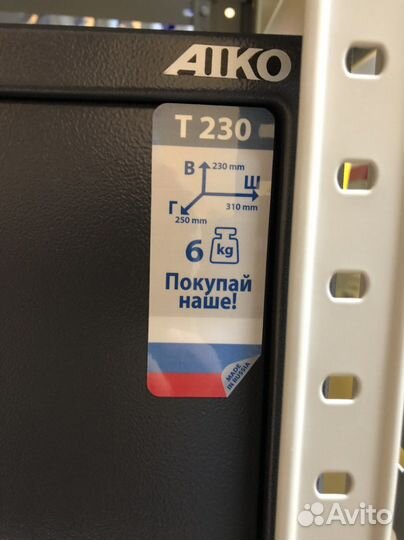 AIKO
T 230
В 230 mm
Ш
310 mm
Г
250 mm
6 kg
Покупай
наше!
MADE
IN RUSSIA
Avito